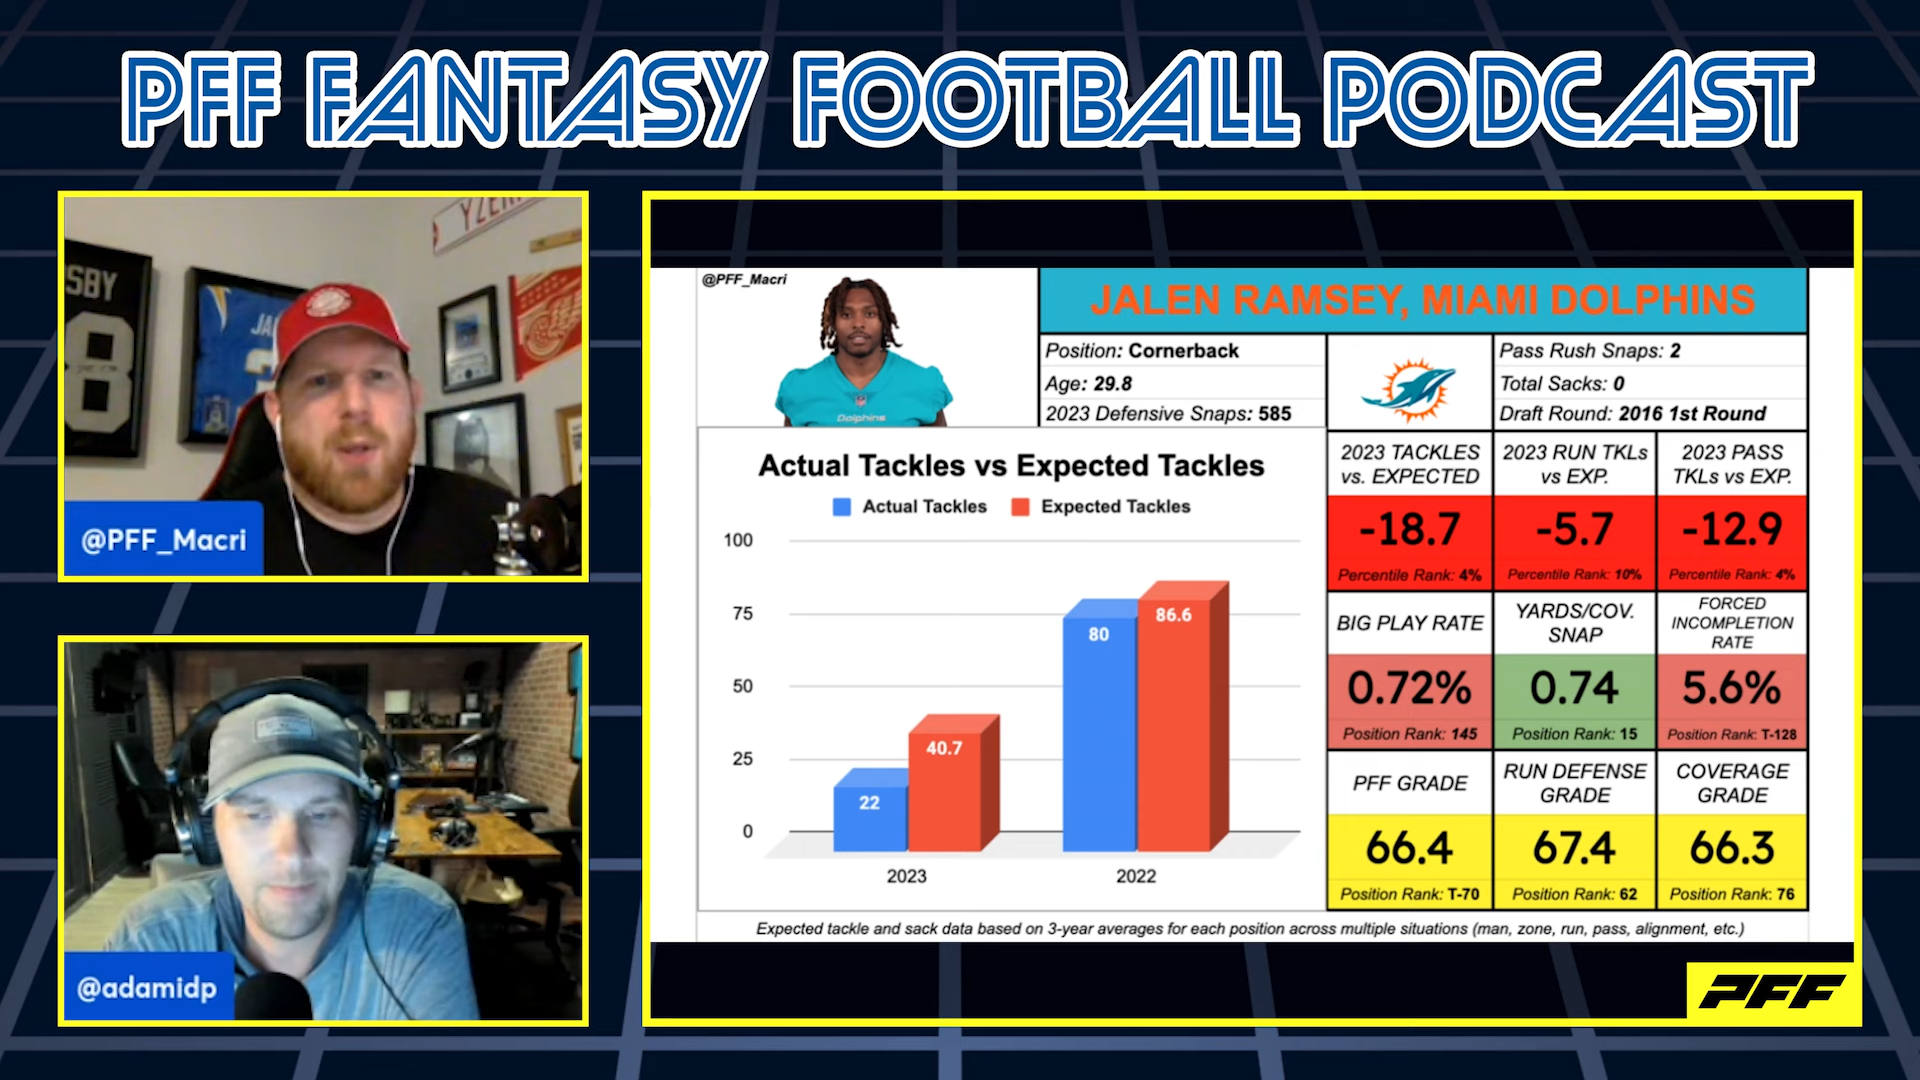 PFF FANTASY FOOTBALL PODCAST
SBY
8
JA
YZER
@PFF_Macri
@adamidp
@PFF_Macri
Dolphins
JALEN RAMSEY, MIAMI DOLPHINS
Position: Cornerback
Age: 29.8
2023 Defensive Snaps: 585
Pass Rush Snaps: 2
Total Sacks: 0
Draft Round: 2016 1st Round
Actual Tackles vs Expected Tackles
Actual Tackles
Expected Tackles
100
75
50
25
0
22
40.7
80
86.6
2023
2022
2023 TACKLES
vs. EXPECTED
2023 RUN TKLs
vs EXP.
2023 PASS
TKLs vs EXP.
-18.7
-5.7
-12.9
Percentile Rank: 4%
Percentile Rank: 10%
Percentile Rank: 4%
BIG PLAY RATE
YARDS/COV.
SNAP
FORCED
INCOMPLETION
RATE
0.72%
0.74
5.6%
Position Rank: 145
Position Rank: 15
Position Rank: T-128
PFF GRADE
RUN DEFENSE
GRADE
COVERAGE
GRADE
66.4
67.4
66.3
Position Rank: T-70
Position Rank: 62
Position Rank: 76
Expected tackle and sack data based on 3-year averages for each position across multiple situations (man, zone, run, pass, alignment, etc.)
PFF